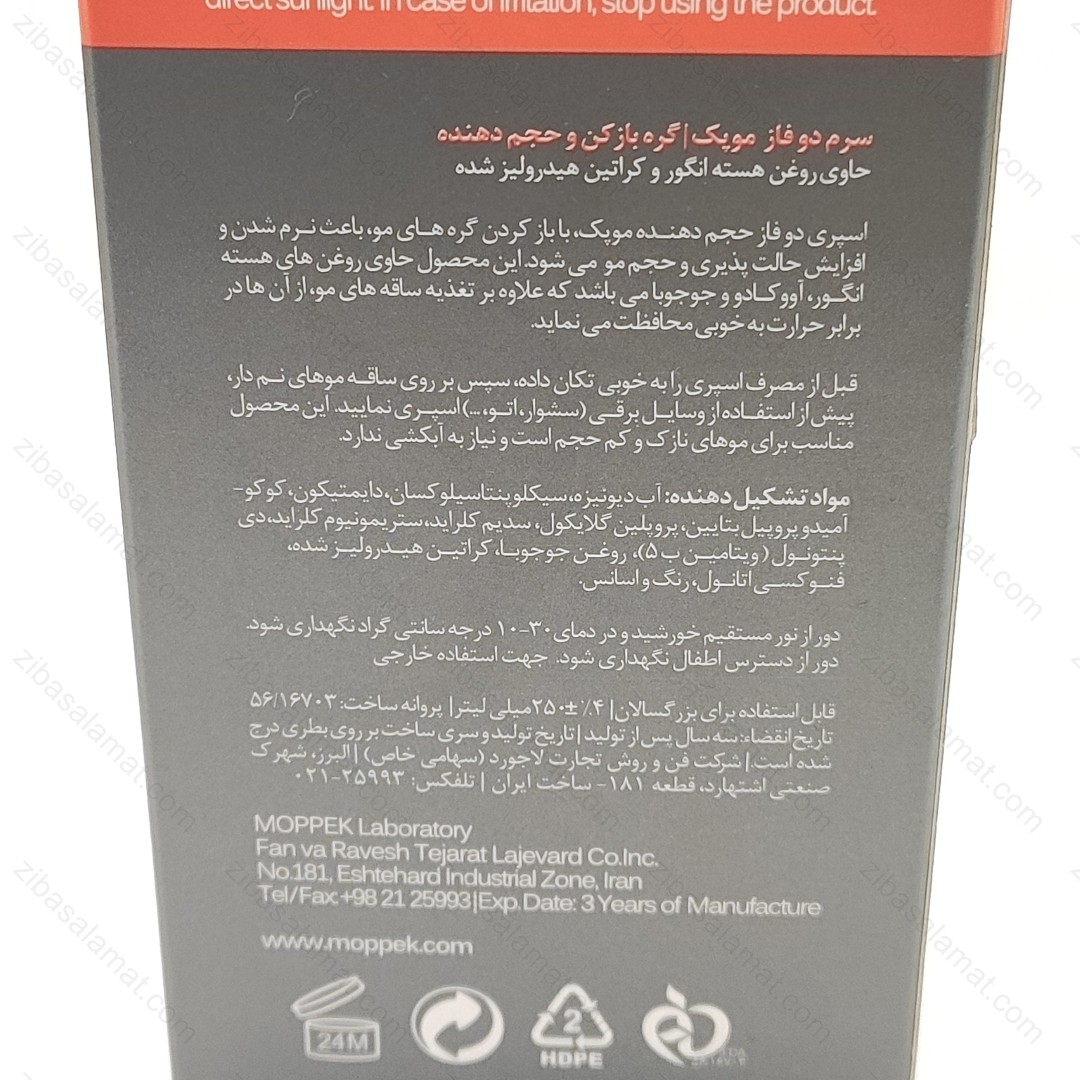 direct sunlight. In case of irritation, stop using the product.
سرم دو فاز موپک | گره بازکن و حجم دهنده
حاوی روغن هسته انگور و کراتین هیدرولیز شده
اسپری دو فاز حجم دهنده موپک، با باز کردن گره های مو، باعث نرم شدن و
افزایش حالت پذیری و حجم مو می شود. این محصول حاوی روغن های هسته
انگور، آووکادو و جوجوبا می باشد که علاوه بر تغذیه ساقه های مو، از آن ها در
برابر حرارت به خوبی محافظت می نماید.
قبل از مصرف اسپری را به خوبی تکان داده، سپس بر روی ساقه موهای نم دار،
پیش از استفاده از وسایل برقی (سشوار، اتو، ...) اسپری نمایید. این محصول
مناسب برای موهای نازک و کم حجم است و نیاز به آبکشی ندارد.
مواد تشکیل دهنده: آب دیونیزه، سیکلوپنتاسیلوکسان، دایمتیکون، کوکو-
آمیدو پروپیل بتایین، پروپلین گلایکول، سدیم کلراید، ستریمونیوم کلراید، دی
پنتونول (ویتامین ب ۵)، روغن جوجوبا، کراتین هیدرولیز شده،
فنوکسی اتانول، رنگ و اسانس.
دور از نور مستقیم خورشید و در دمای ۳۰-۱۰ درجه سانتی گراد نگهداری شود.
دور از دسترس اطفال نگهداری شود. جهت استفاده خارجی
قابل استفاده برای بزرگسالان | ۴٪ ±۲۵۰ میلی لیتر | پروانه ساخت: ۵۶/۱۶۷۰۳
تاریخ انقضاء: سه سال پس از تولید | تاریخ تولید و سری ساخت بر روی بطری درج
شده است. | شرکت فن و روش تجارت لاجورد (سهامی خاص) | البرز، شهرک
صنعتی اشتهارد، قطعه ۱۸۱- ساخت ایران | تلفکس: ۲۵۹۹۳-۰۲۱
MOPPEK Laboratory
Fan va Ravesh Tejarat Lajevard Co.Inc.
No.181, Eshtehard Industrial Zone, Iran
Tel/Fax: +98 21 25993|Exp.Date: 3 Years of Manufacture
www.moppek.com
24M
2
HDPE
zibasalamat.com